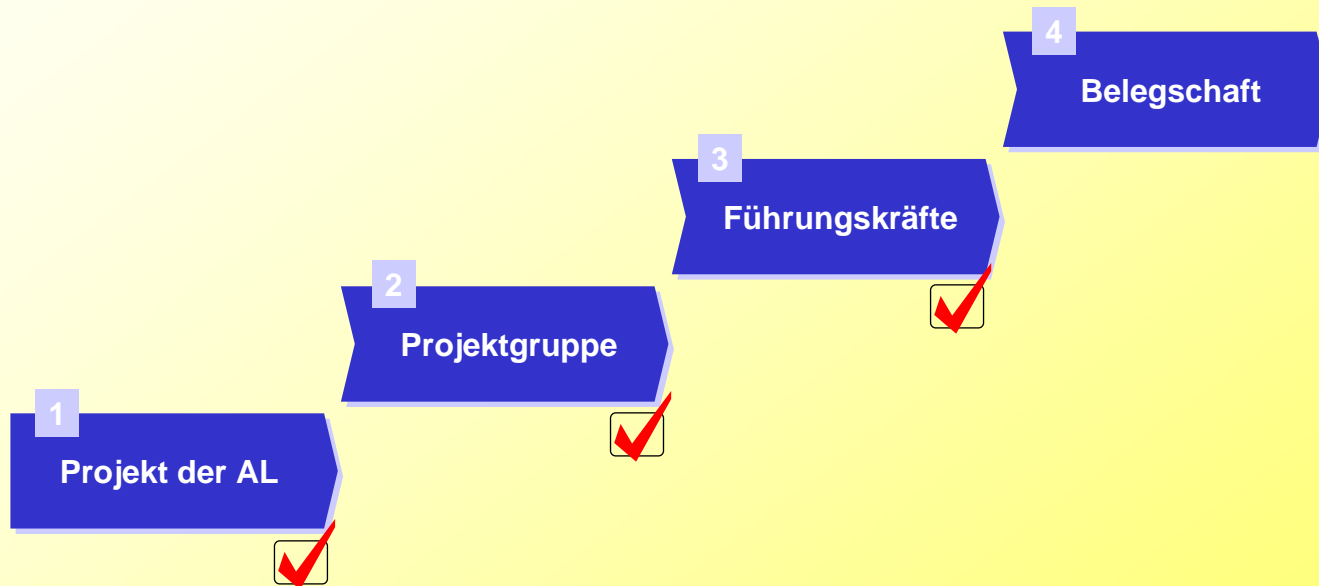 4
Belegschaft
3
Führungskräfte
2
Projektgruppe
1
Projekt der AL